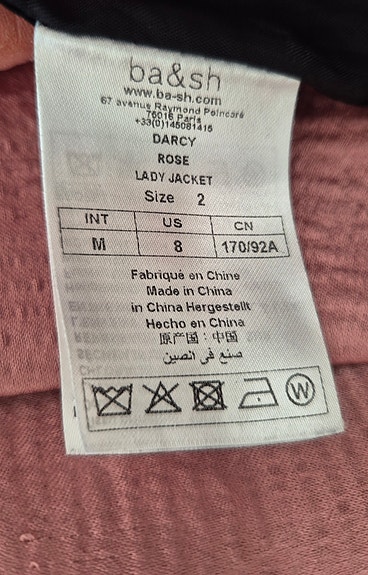 ba&sh
www.ba-sh.com
67 avenue Raymond Poincaré
75016 Paris
+33(0)145081415
DARCY
ROSE
LADY JACKET
Size 2
INT US CN
M 8 170/92A
Fabriqué en Chine
Made in China
in China Hergestellt
Hecho en China
原产国：中国
صنع في الصين
W